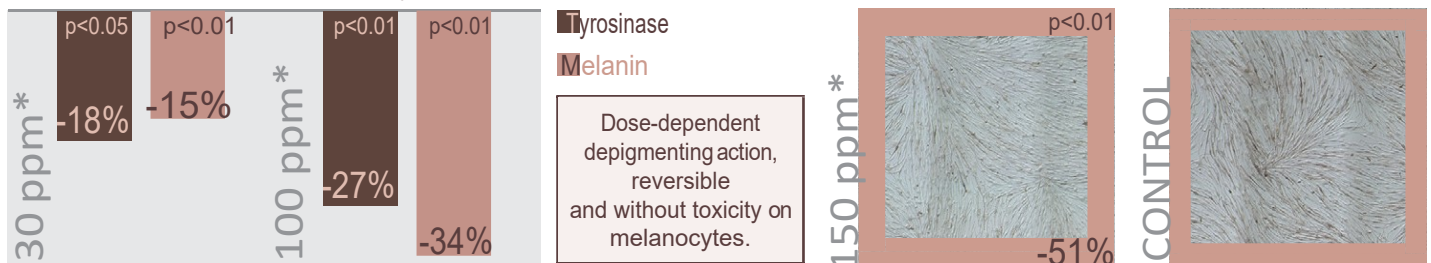 30 ppm*
p<0.05
-18%
p<0.01
-15%
100 ppm*
p<0.01
-27%
p<0.01
-34%
Tyrosinase
Melanin
Dose-dependent
depigmenting action,
reversible
and without toxicity on
melanocytes.
150 ppm*
p<0.01
-51%
CONTROL